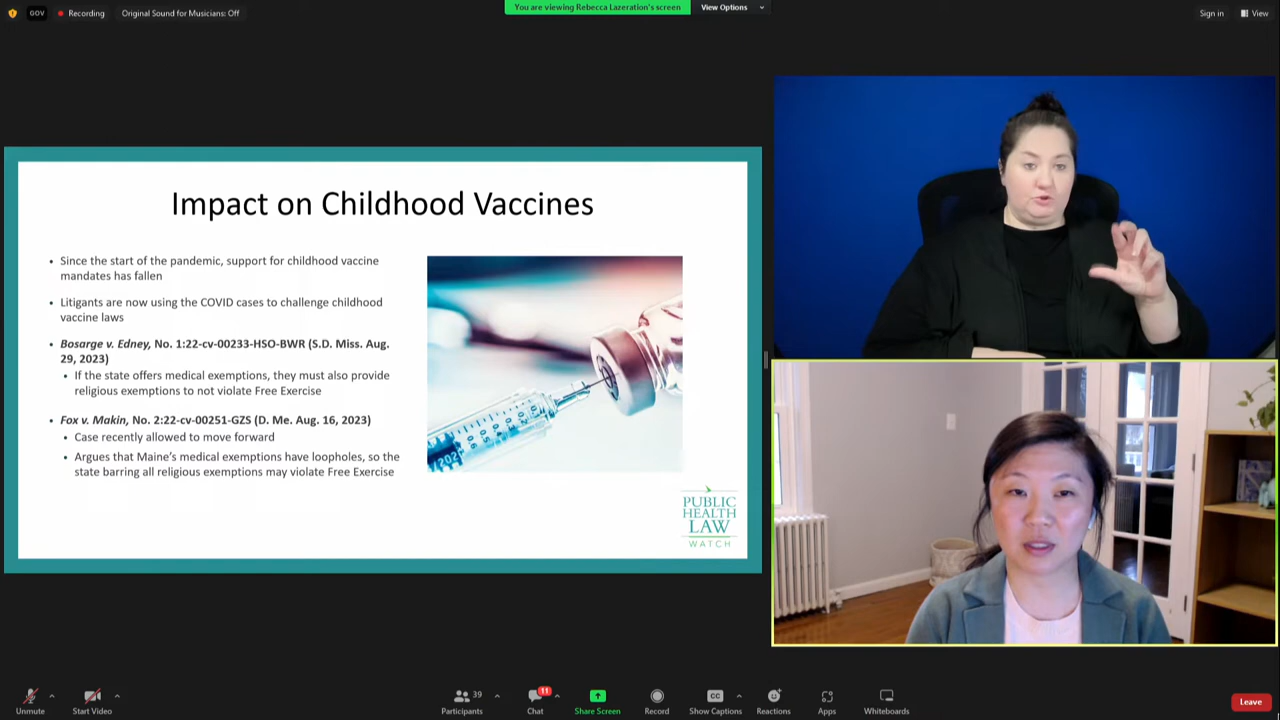 GOV
Recording
Original Sound for Musicians: Off
You are viewing Rebecca Lazeration's screen
View Options
Sign in
View
Impact on Childhood Vaccines
• Since the start of the pandemic, support for childhood vaccine
mandates has fallen
• Litigants are now using the COVID cases to challenge childhood
vaccine laws
• Bosarge v. Edney, No. 1:22-cv-00233-HSO-BWR (S.D. Miss. Aug.
29, 2023)
• If the state offers medical exemptions, they must also provide
religious exemptions to not violate Free Exercise
• Fox v. Makin, No. 2:22-cv-00251-GZS (D. Me. Aug. 16, 2023)
• Case recently allowed to move forward
• Argues that Maine's medical exemptions have loopholes, so the
state barring all religious exemptions may violate Free Exercise
PUBLIC
HEALTH
LAW
WATCH
Unmute
Start Video
39
Participants
11
Chat
Share Screen
Record
CC
Show Captions
Reactions
Apps
Whiteboards
Leave